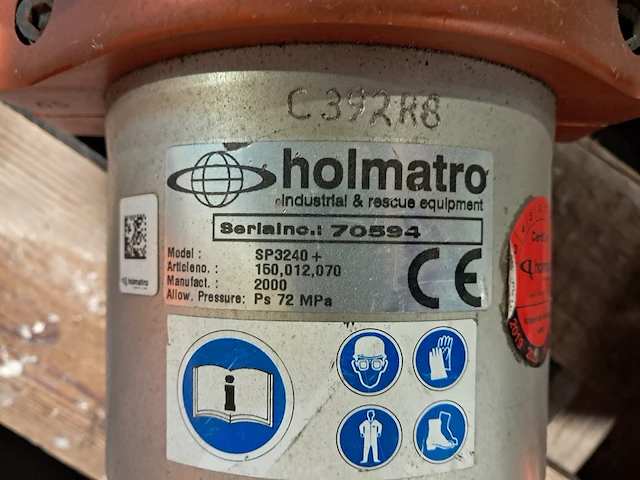 C392R8
holmatro
industrial & rescue equipment
Serialno.: 70594
Model : SP3240+
Articleno. : 150,012,070
Manufact. : 2000
Allow. Pressure: Ps 72 MPa
CE
holmatro
i
2013